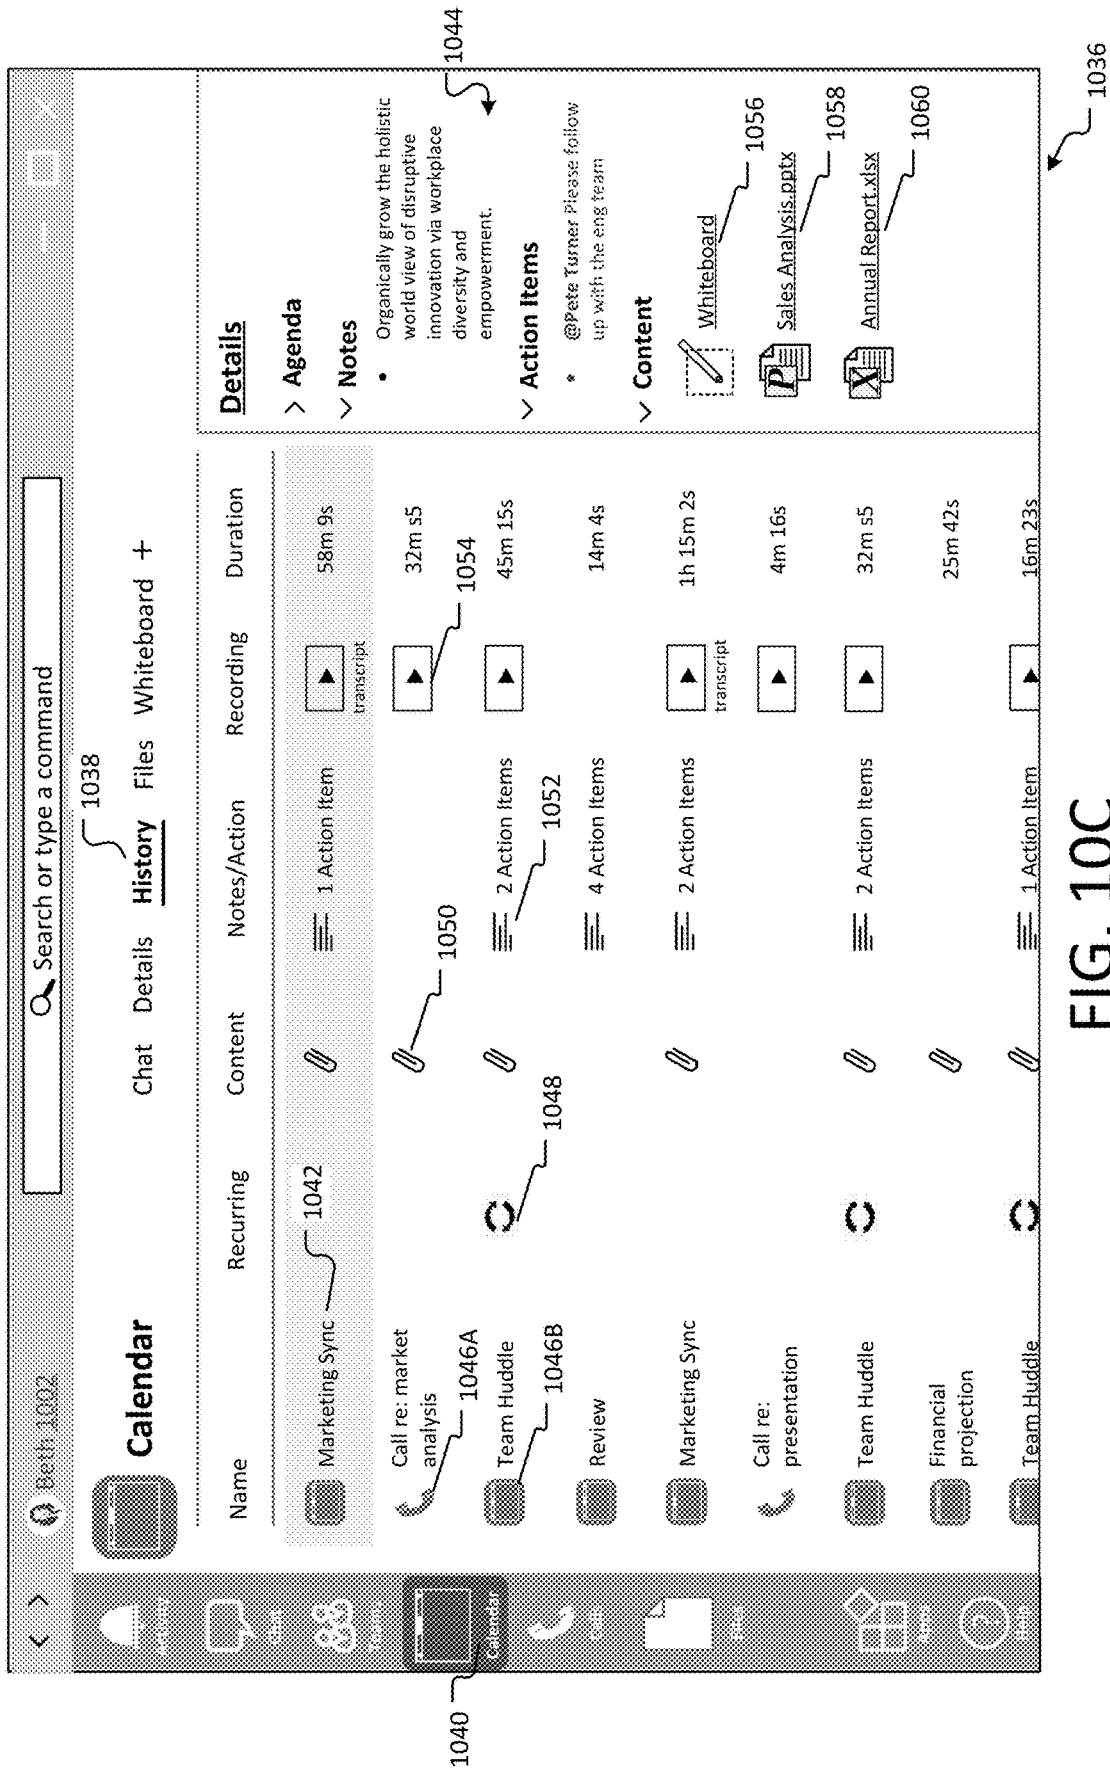 < >
Beth 1002
Search or type a command
Calendar
Chat Details History Files Whiteboard +
1038
Name Recurring Content Notes/Action Recording Duration
Marketing Sync 1042 1 Action Item transcript 58m 9s
Call re: market analysis 1046A 1050 1054 32m s5
Team Huddle 1046B 1048 2 Action Items 1052 45m 15s
Review 4 Action Items 14m 4s
Marketing Sync 2 Action Items transcript 1h 15m 2s
Call re: presentation 4m 16s
Team Huddle 2 Action Items 32m s5
Financial projection 25m 42s
Team Huddle 1 Action Item 16m 23s
Details
> Agenda
Notes
• Organically grow the holistic
world view of disruptive
innovation via workplace
diversity and
empowerment.
1044
Action Items
@Pete Turner Please follow
up with the eng team
Content
Whiteboard 1056
P Sales Analysis.pptx 1058
X Annual Report.xlsx 1060
Calendar
1040
1036
FIG. 10C